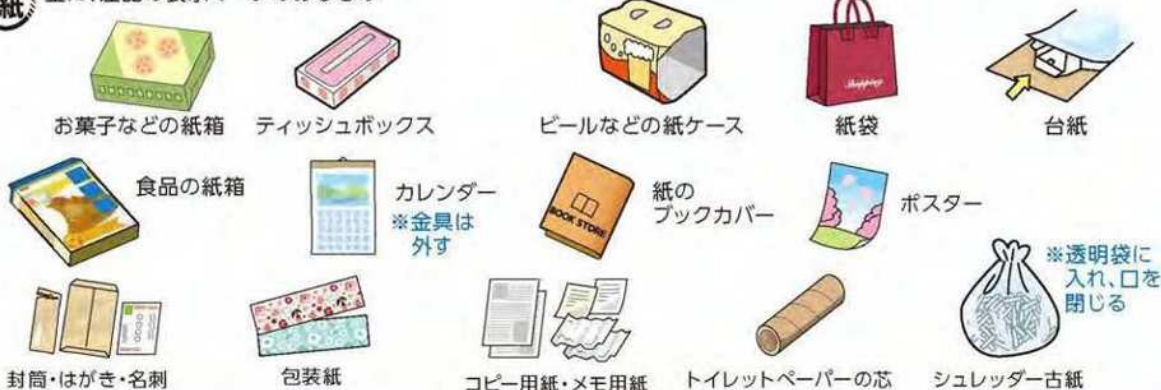 紙
お菓子などの紙箱
ティッシュボックス
ビールなどの紙ケース
Shopping
紙袋
台紙
食品の紙箱
カレンダー
※金具は
外す
BOOK STORE
紙の
ブックカバー
ポスター
※透明袋に
入れ、口を
閉じる
封筒・はがき・名刺
包装紙
コピー用紙・メモ用紙
トイレットペーパーの芯
シュレッダー古紙